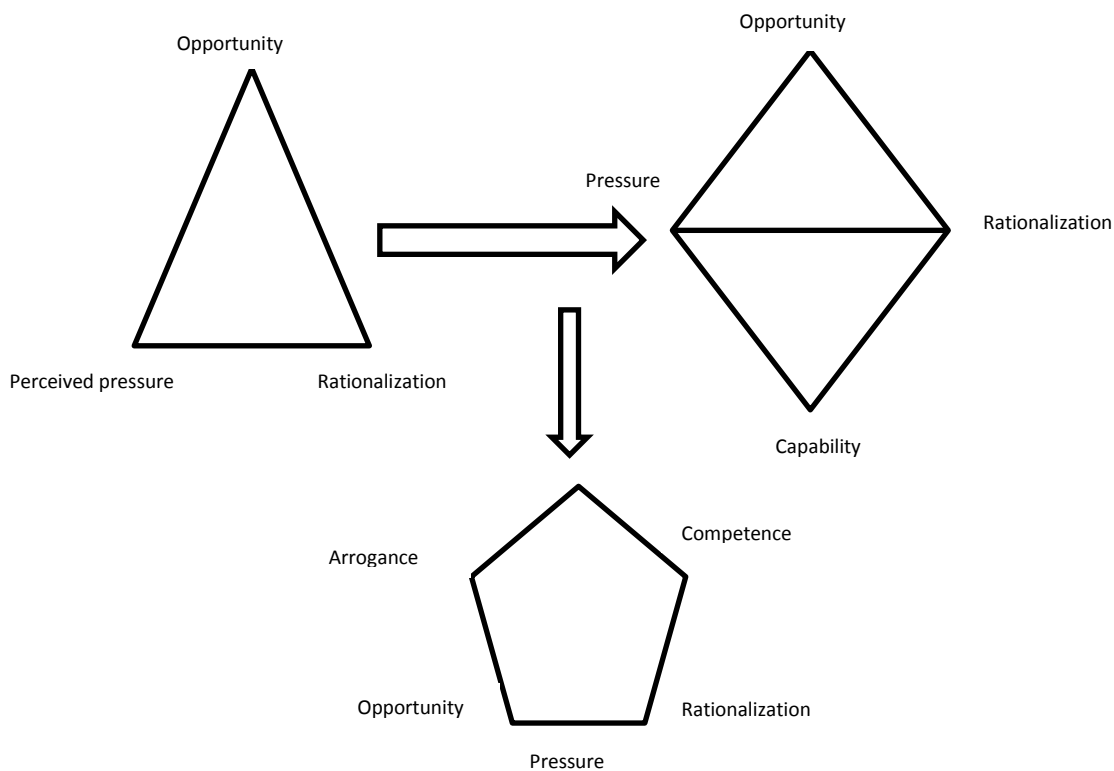 Opportunity
Perceived pressure
Rationalization
Opportunity
Pressure
Rationalization
Capability
Arrogance
Competence
Opportunity
Rationalization
Pressure